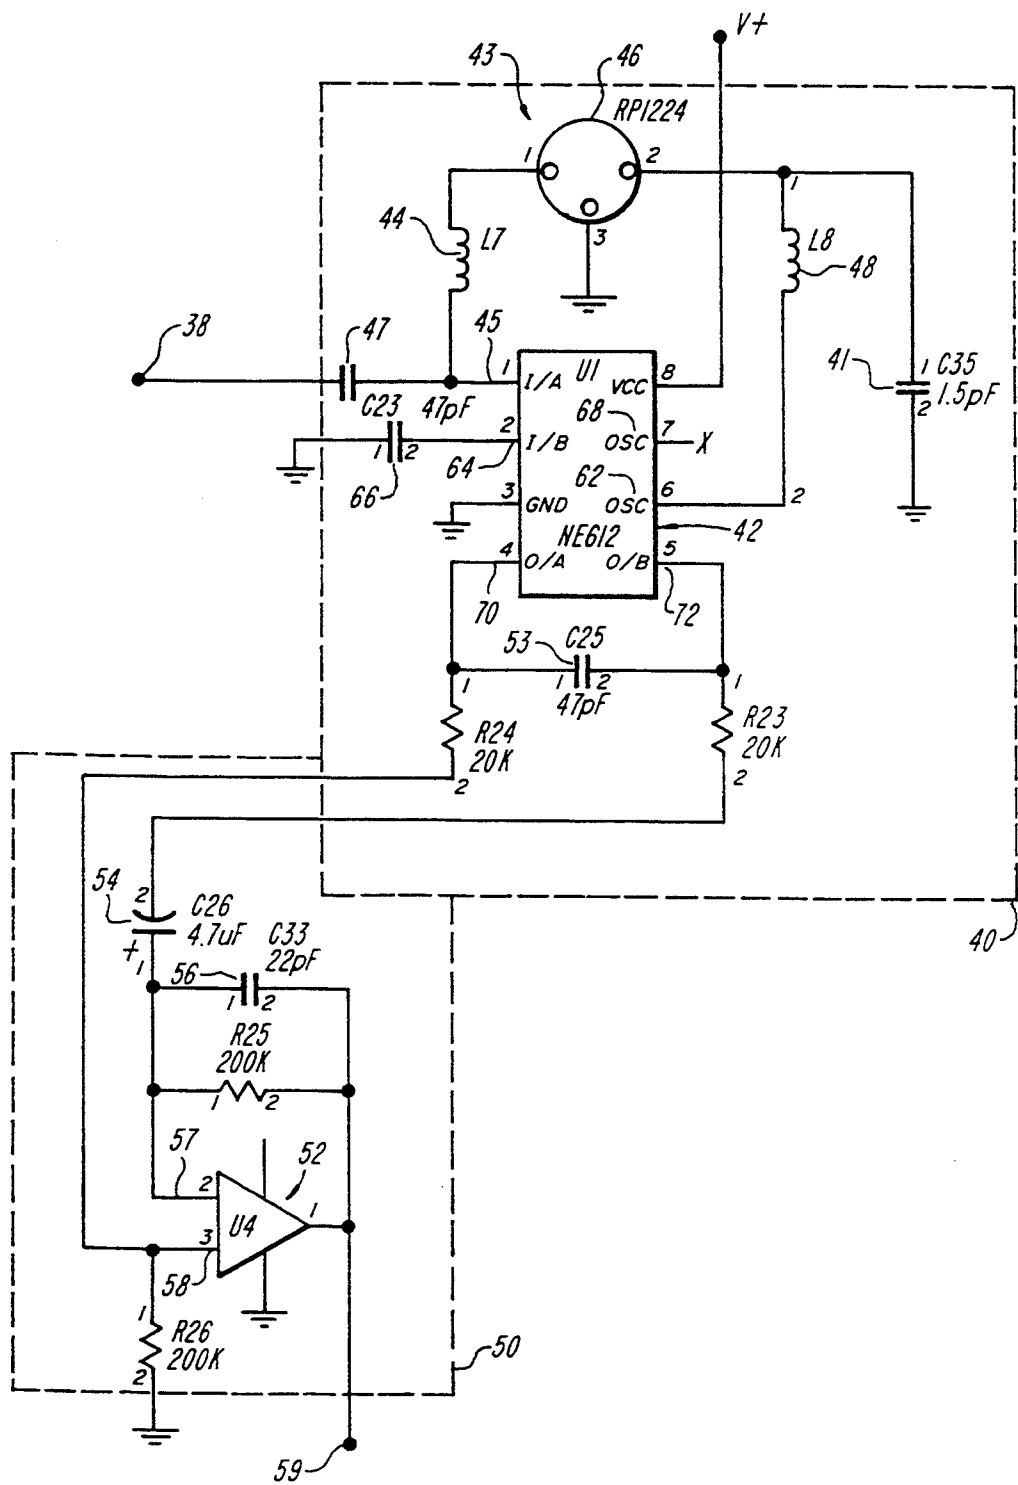 V+
43
46
RP1224
1
2
3
44
L7
1
L8
48
38
47
45
C23
47pF
1
I/A
U1
VCC
8
41
1
C35
1.5pF
2
2
I/B
68
OSC
7
X
1
2
64
66
3
GND
62
OSC
6
2
NE612
42
4
O/A
O/B
5
70
72
53
C25
1
2
47pF
1
R24
20K
2
1
R23
20K
2
54
2
C26
4.7uF
+
1
40
C33
22pF
56
1
2
R25
200K
1
2
57
2
52
U4
1
3
58
1
R26
200K
2
50
59